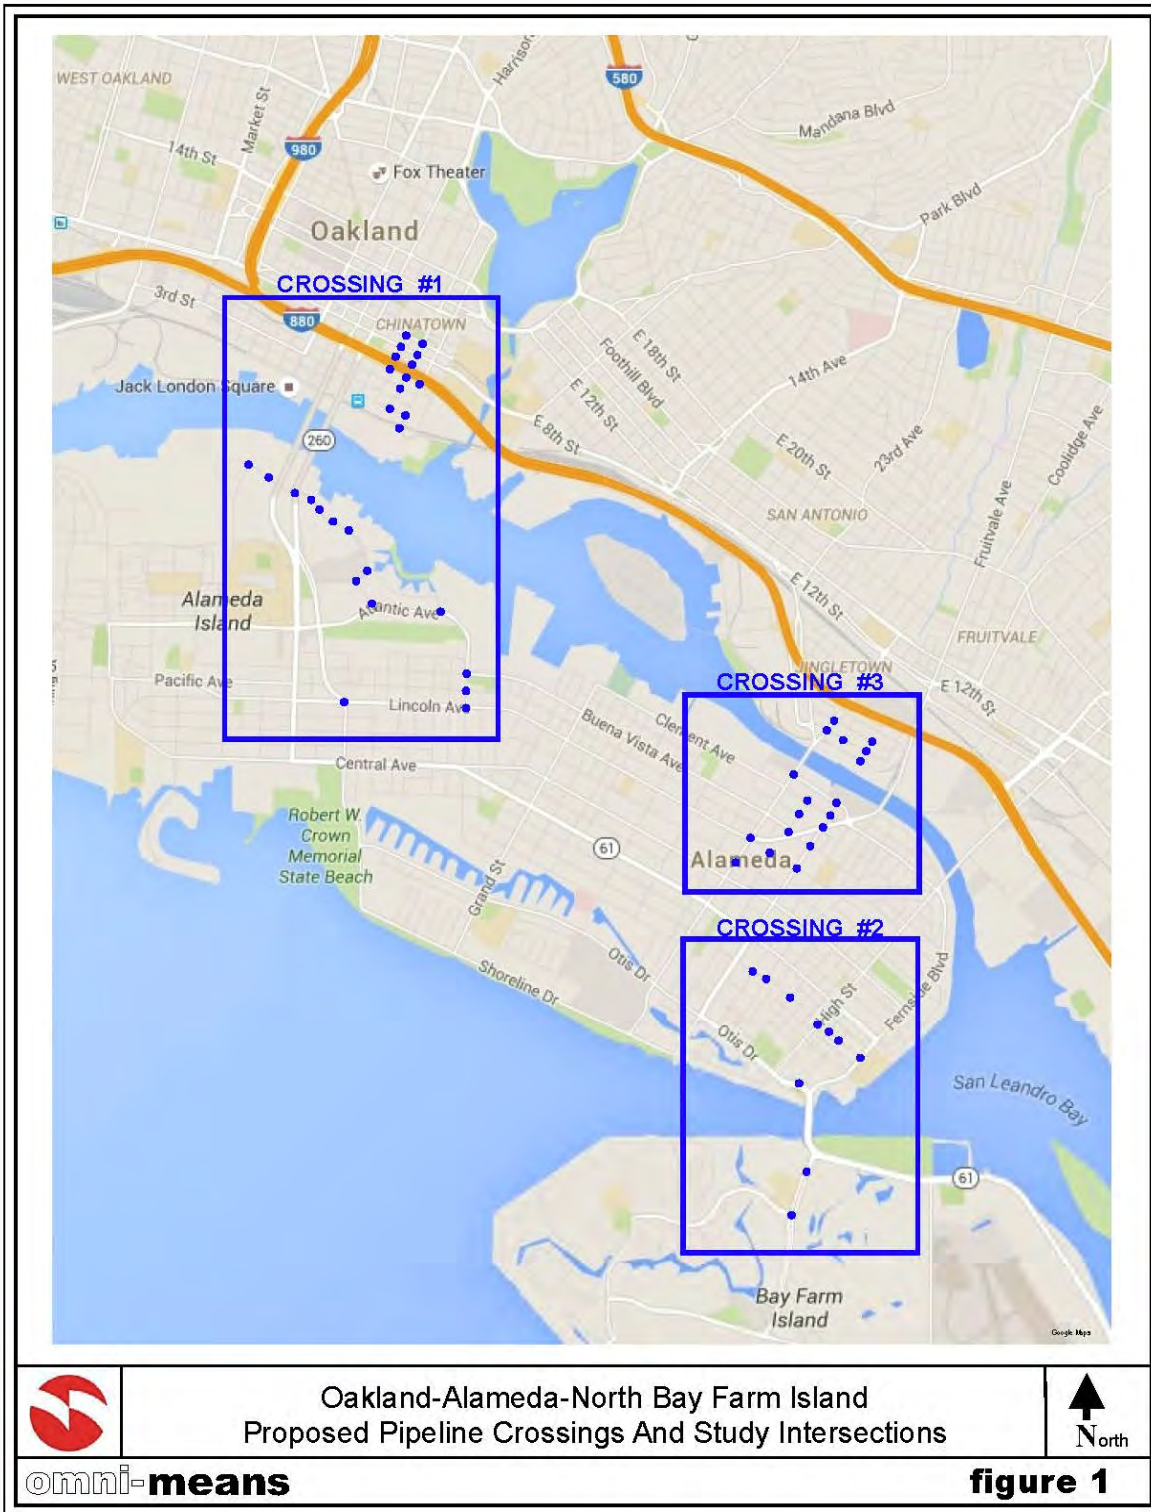 WEST OAKLAND
Market St
Harrison
580
Mandana Blvd
14th St
980
Fox Theater
Park Blvd
Oakland
CROSSING #1
3rd St
880
CHINATOWN
E 18th St
Foothill Blvd
14th Ave
Jack London Square
E 12th St
Coolidge Ave
260
E 8th St
E 20th St
23rd Ave
SAN ANTONIO
Fruitvale Ave
E 12th St
Alameda
Island
Atlantic Ave
FRUITVALE
JINGLETOWN
Pacific Ave
CROSSING #3
E 12th St
Lincoln Ave
Clement Ave
Buena Vista Ave
Central Ave
Robert W.
Crown
Memorial
State Beach
61
Alameda
Grand St
CROSSING #2
Otis Dr
Shoreline Dr
High St
Fernside Blvd
Otis Dr
San Leandro Bay
61
Bay Farm
Island
Google Maps
Oakland-Alameda-North Bay Farm Island
Proposed Pipeline Crossings And Study Intersections
North
omni-means
figure 1